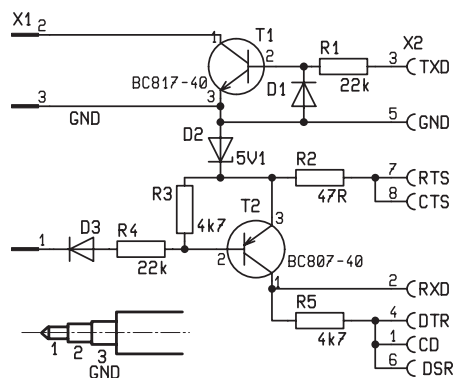 X1
2
1
T1
2
R1
22k
3
X2
TXD
BC817-40
D1
3
3
GND
5
GND
D2
5V1
R2
47R
7
RTS
8
CTS
R3
4k7
T2
3
1
D3
R4
22k
2
BC807-40
1
2
RXD
R5
4k7
4
DTR
1
CD
6
DSR
1
2
3
GND